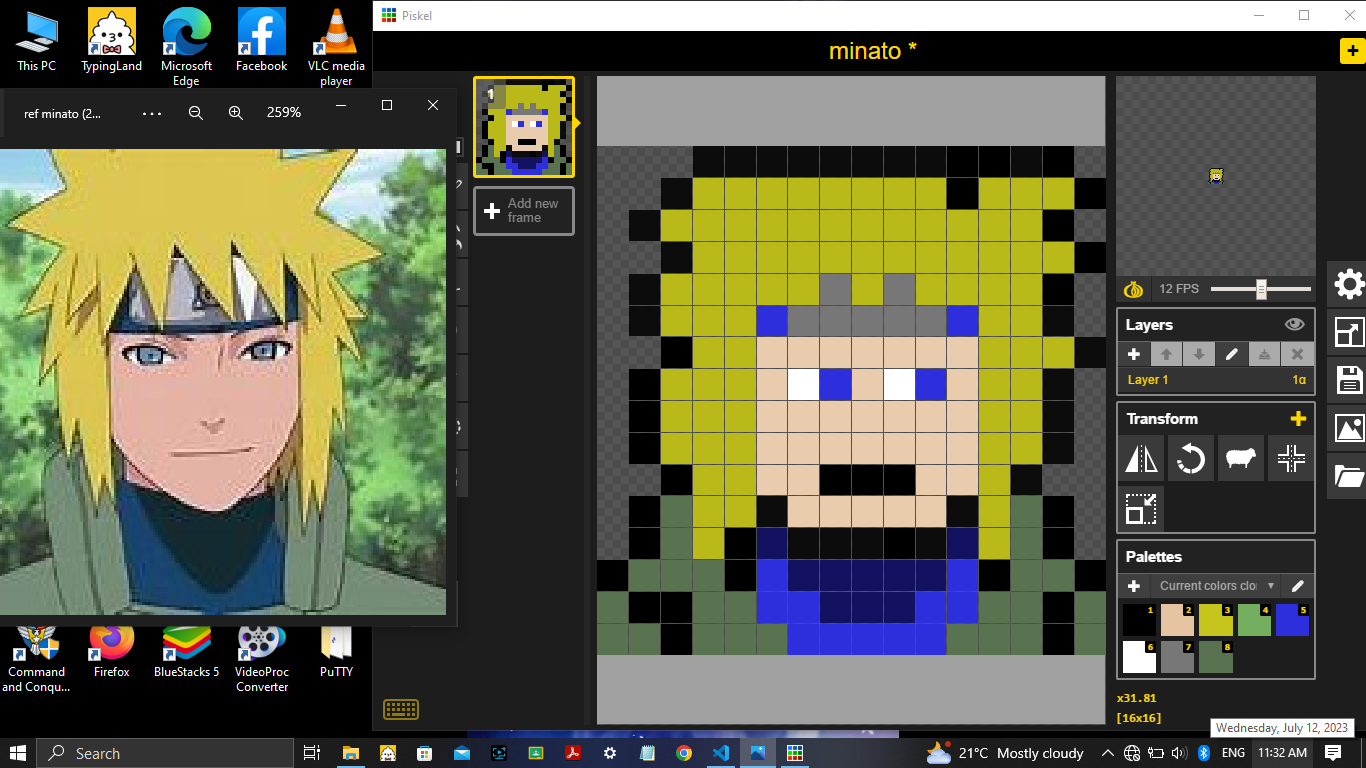 Piskel
minato *
This PC
TypingLand
Microsoft
Edge
Facebook
VLC media
player
ref minato (2...
259%
1
Add new
frame
12 FPS
Layers
Layer 1
1α
Transform
Palettes
Current colors clo
1
2
3
4
5
6
7
8
x31.81
[16x16]
Command
and Conqu...
Firefox
BlueStacks 5
VideoProc
Converter
PuTTY
Wednesday, July 12, 2023
Search
21°C Mostly cloudy
ENG
11:32 AM